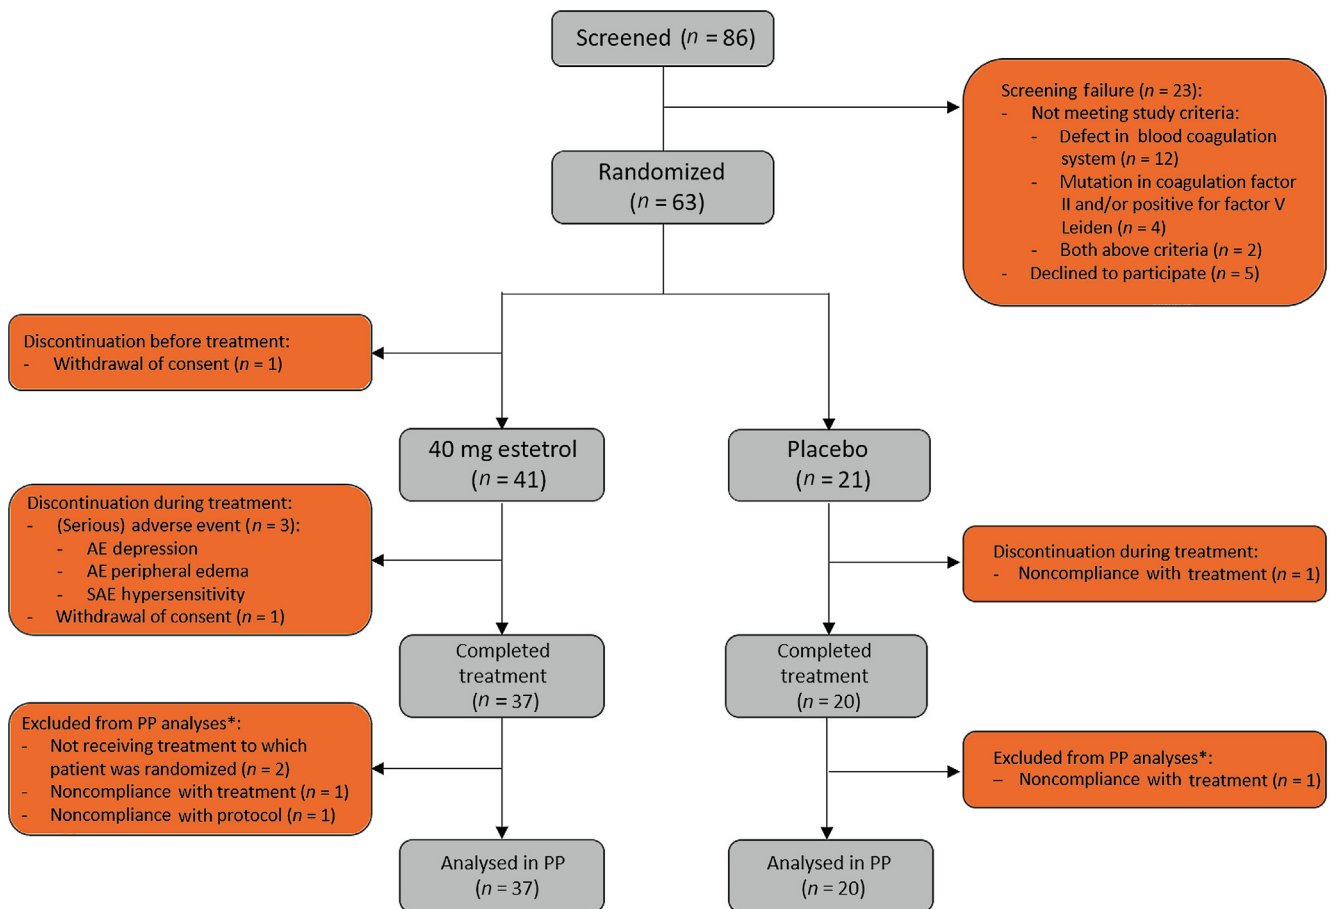 Screened (n = 86)
Screening failure (n = 23):
- Not meeting study criteria:
- Defect in blood coagulation
system (n = 12)
- Mutation in coagulation factor
II and/or positive for factor V
Leiden (n = 4)
- Both above criteria (n = 2)
- Declined to participate (n = 5)
Randomized
(n = 63)
Discontinuation before treatment:
- Withdrawal of consent (n = 1)
40 mg estetrol
(n = 41)
Placebo
(n = 21)
Discontinuation during treatment:
- (Serious) adverse event (n = 3):
- AE depression
- AE peripheral edema
- SAE hypersensitivity
- Withdrawal of consent (n = 1)
Discontinuation during treatment:
- Noncompliance with treatment (n = 1)
Completed
treatment
(n = 37)
Completed
treatment
(n = 20)
Excluded from PP analyses*:
- Not receiving treatment to which
patient was randomized (n = 2)
- Noncompliance with treatment (n = 1)
- Noncompliance with protocol (n = 1)
Excluded from PP analyses*:
– Noncompliance with treatment (n = 1)
Analysed in PP
(n = 37)
Analysed in PP
(n = 20)